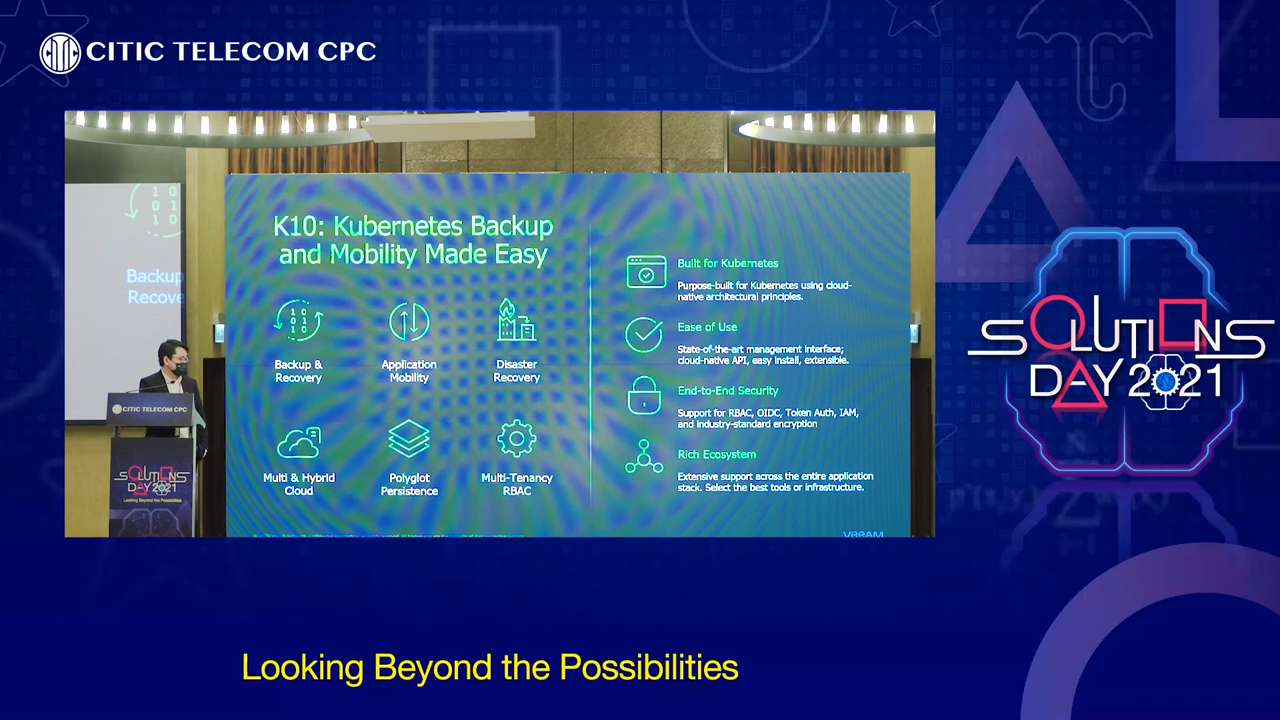 CITIC TELECOM CPC
K10: Kubernetes Backup
and Mobility Made Easy
Backup &
Recovery
Application
Mobility
Disaster
Recovery
Multi & Hybrid
Cloud
Polyglot
Persistence
Multi-Tenancy
RBAC
Built for Kubernetes
Purpose-built for Kubernetes using cloud-
native architectural principles.
Ease of Use
State-of-the-art management interface;
cloud-native API, easy install, extensible.
End-to-End Security
Support for RBAC, OIDC, Token Auth, IAM,
and industry-standard encryption
Rich Ecosystem
Extensive support across the entire application
stack. Select the best tools or infrastructure.
VEEAM
Backup
Recove
CITIC TELECOM CPC
SOLUTIONS
DAY 2021
Looking Beyond the Possibilities
SOLUTIONS
DAY 2021
Looking Beyond the Possibilities